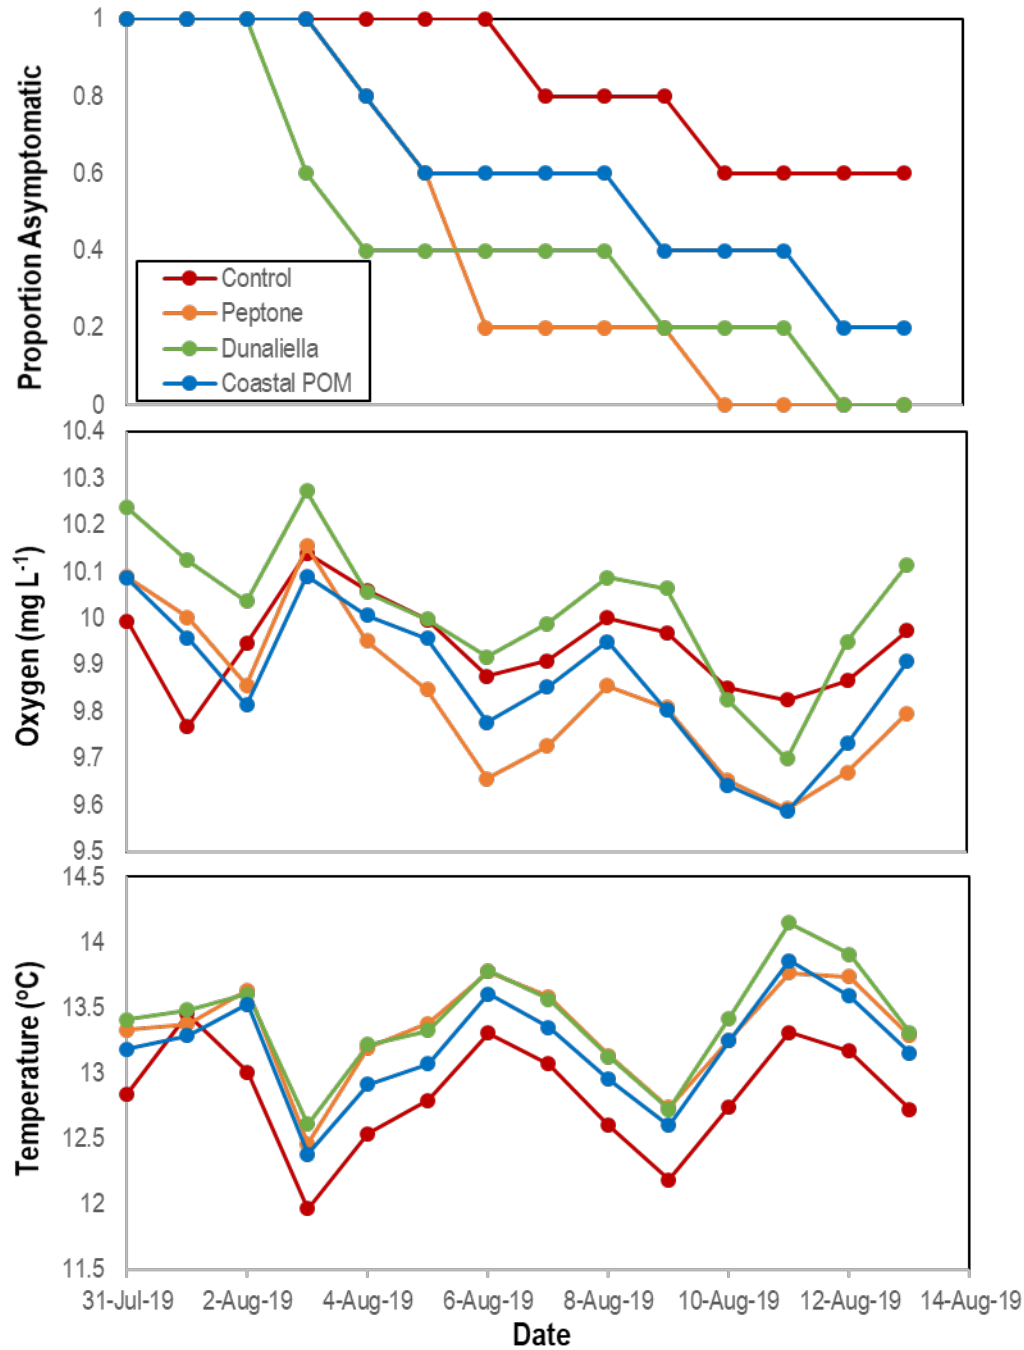 Proportion Asymptomatic
1
0.8
0.6
0.4
0.2
0
Control
Peptone
Dunaliella
Coastal POM
Oxygen (mg L-1)
10.4
10.3
10.2
10.1
10
9.9
9.8
9.7
9.6
9.5
Temperature (ºC)
14.5
14
13.5
13
12.5
12
11.5
31-Jul-19 2-Aug-19 4-Aug-19 6-Aug-19 8-Aug-19 10-Aug-19 12-Aug-19 14-Aug-19
Date